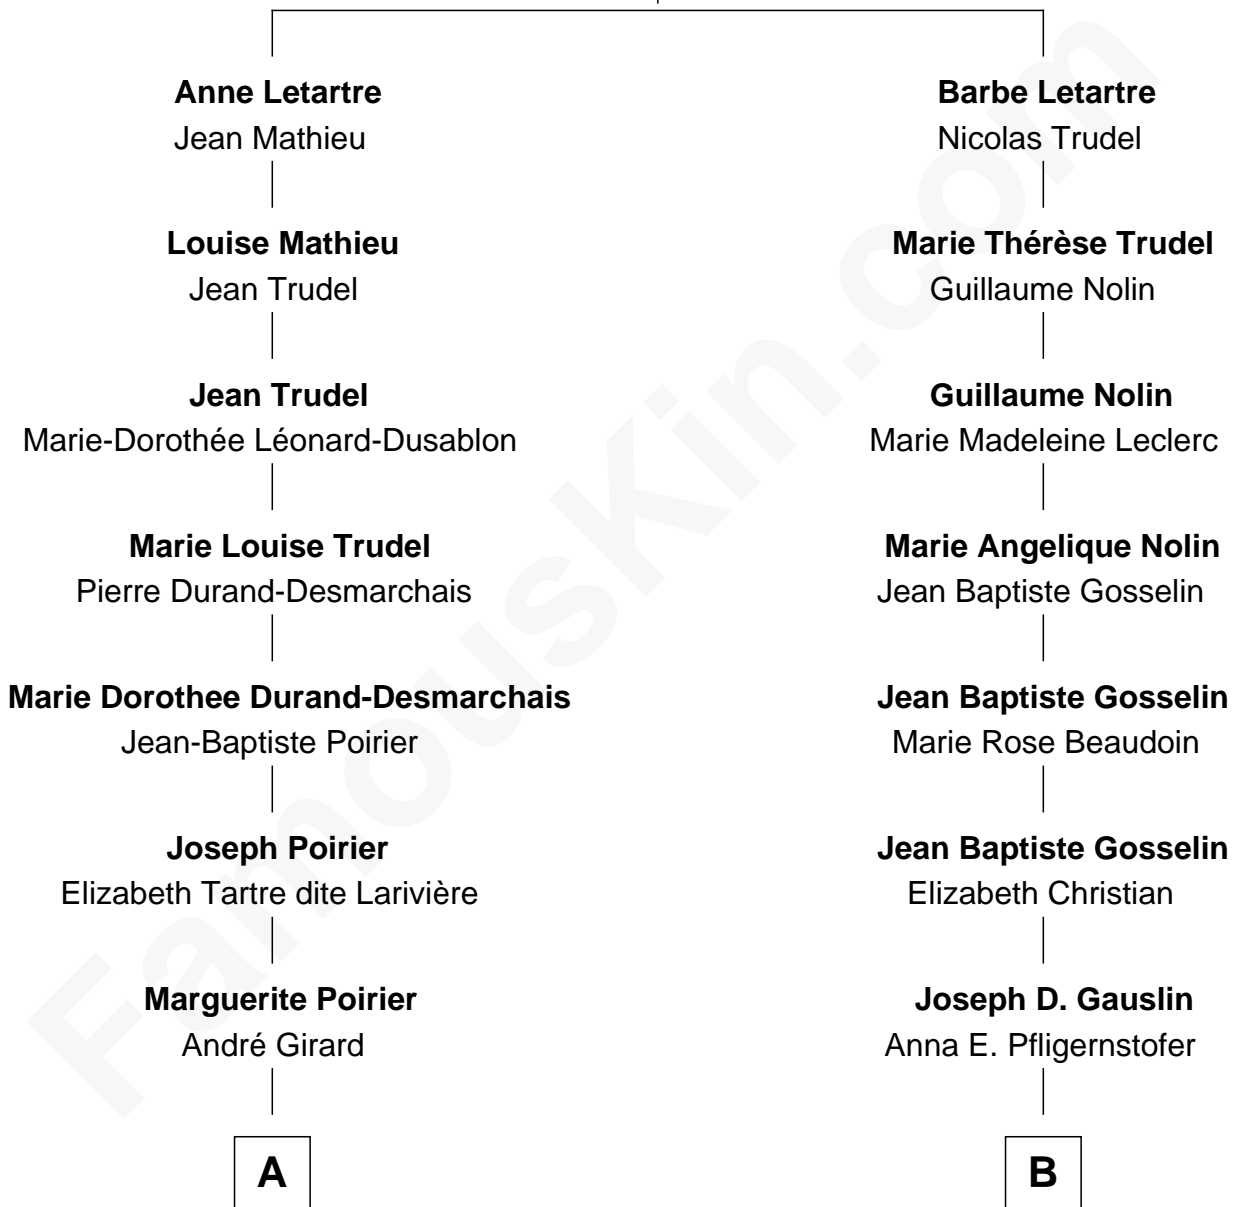 Anne Letartre
Jean Mathieu
Louise Mathieu
Jean Trudel
Jean Trudel
Marie-Dorothée Léonard-Dusablon
Marie Louise Trudel
Pierre Durand-Desmarchais
Marie Dorothee Durand-Desmarchais
Jean-Baptiste Poirier
Joseph Poirier
Elizabeth Tartre dite Larivière
Marguerite Poirier
André Girard
A
Barbe Letartre
Nicolas Trudel
Marie Thérèse Trudel
Guillaume Nolin
Guillaume Nolin
Marie Madeleine Leclerc
Marie Angelique Nolin
Jean Baptiste Gosselin
Jean Baptiste Gosselin
Marie Rose Beaudoin
Jean Baptiste Gosselin
Elizabeth Christian
Joseph D. Gauslin
Anna E. Pfligernstofer
B
FamousKin.com